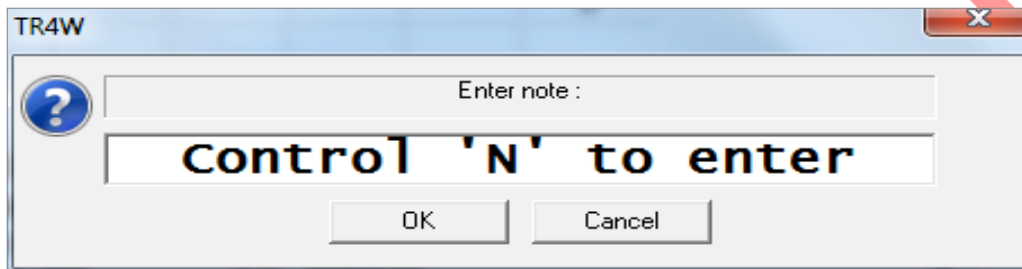 TR4W
Enter note :
Control 'N' to enter
OK Cancel